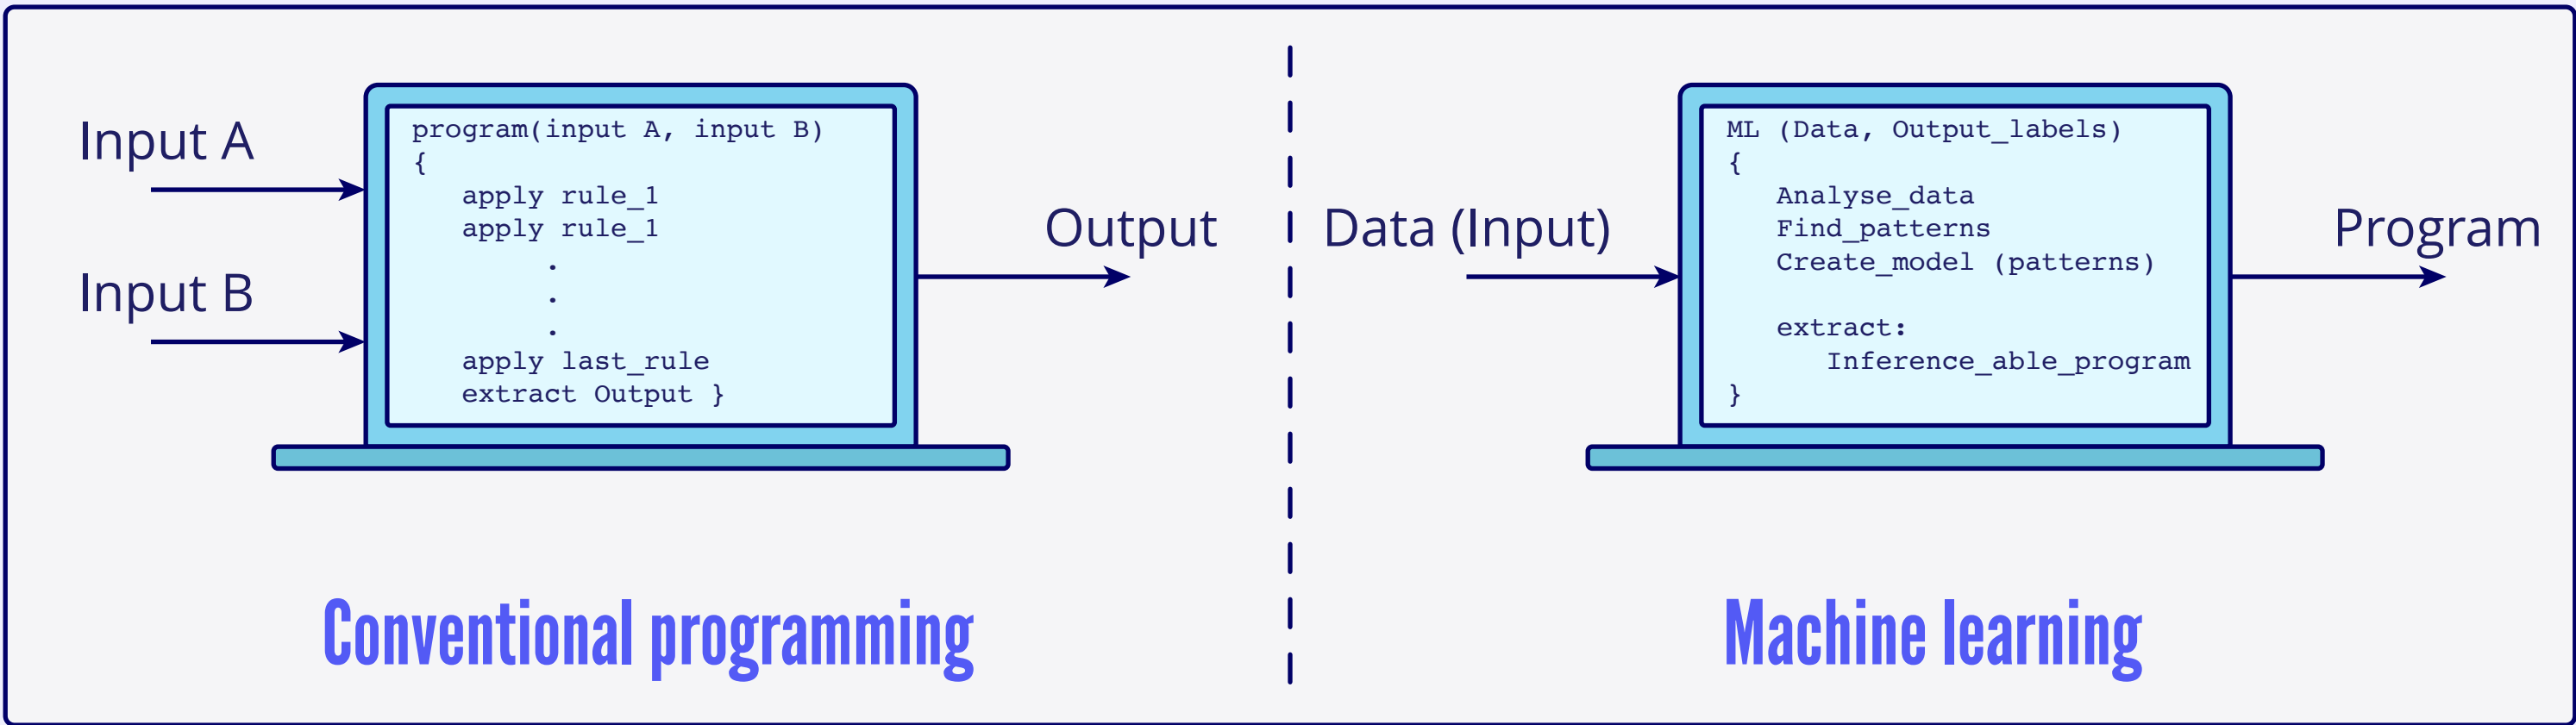 Input A
Input B
program(input A, input B)
{
apply rule_1
apply rule_1
.
.
.
apply last_rule
extract Output }
Output
Conventional programming
Data (Input)
ML (Data, Output_labels)
{
Analyse_data
Find_patterns
Create_model (patterns)
extract:
Inference_able_program
}
Program
Machine learning